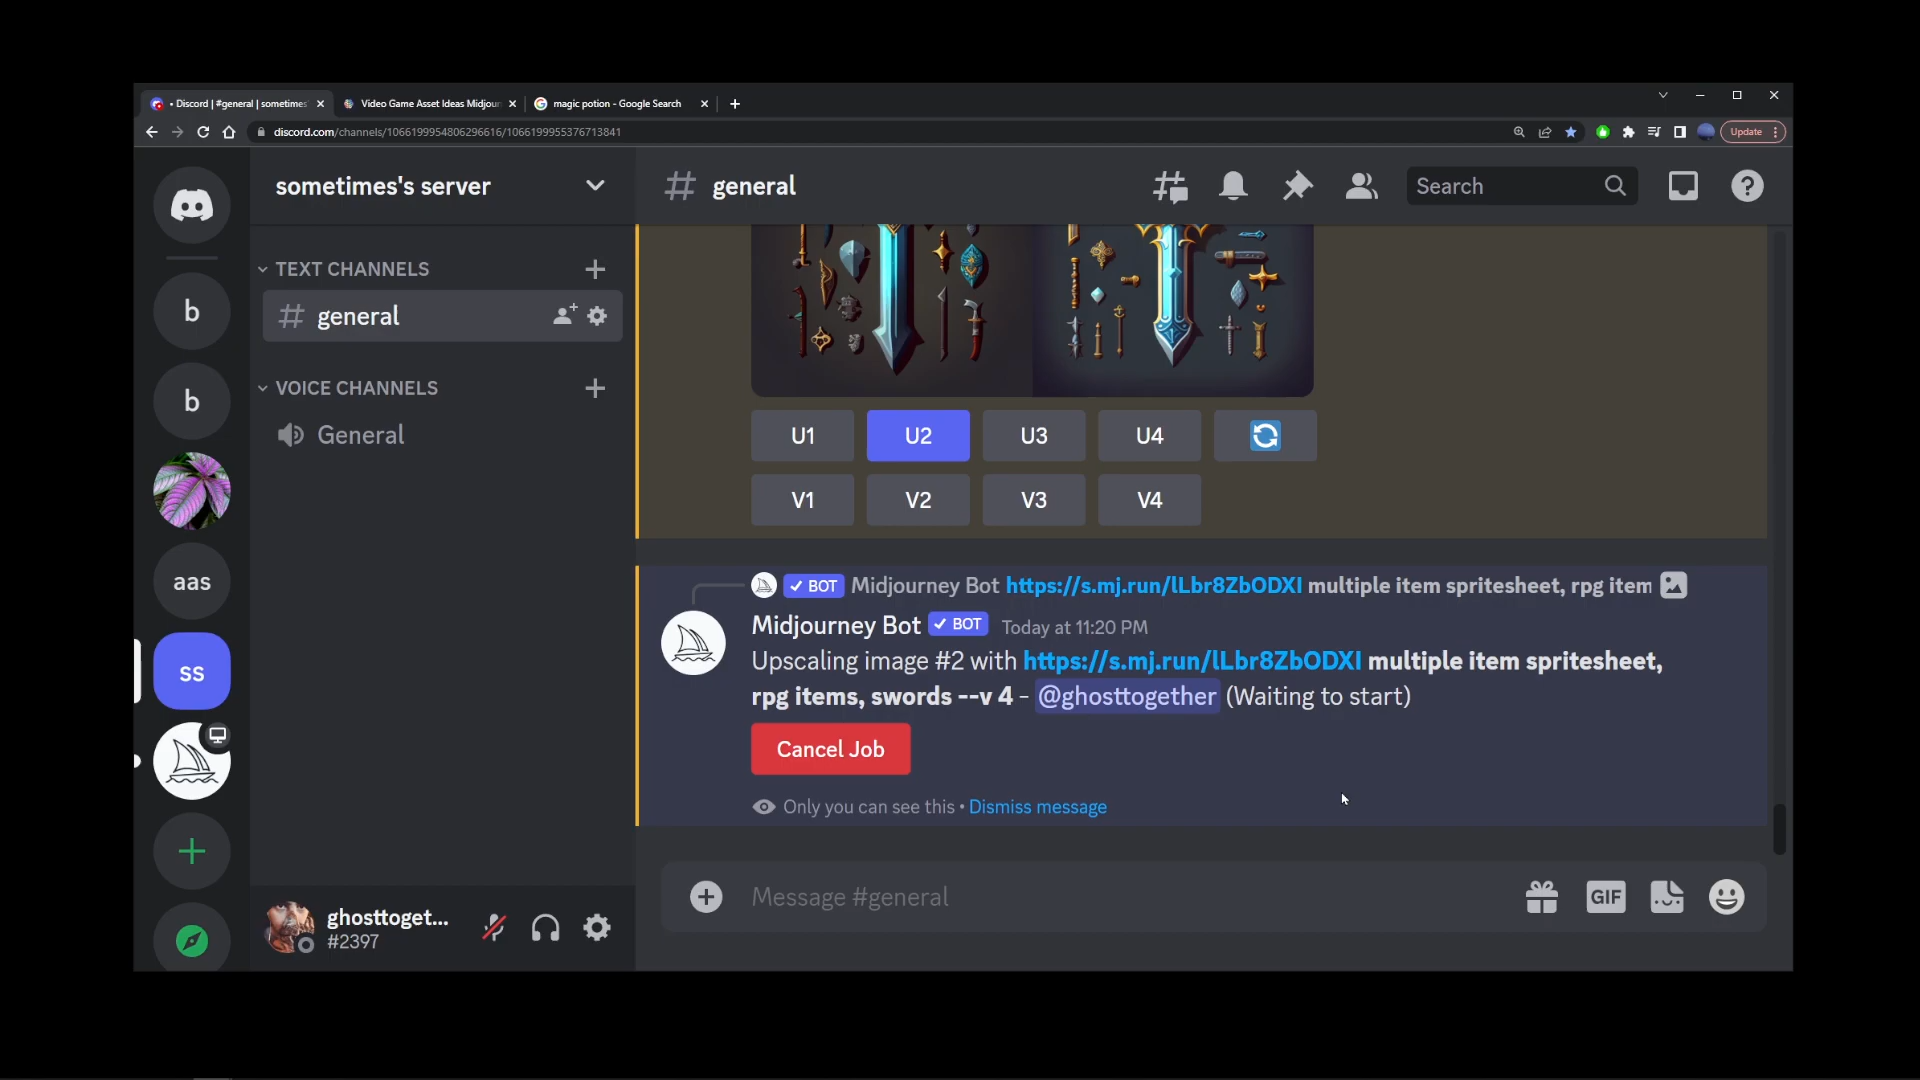 • Discord | #general | sometimes'
Video Game Asset Ideas Midjour
magic potion - Google Search
discord.com/channels/1066199954806296616/1066199955376713841
Update
sometimes's server
general
Search
TEXT CHANNELS
general
VOICE CHANNELS
General
b
b
aas
ss
U1
U2
U3
U4
V1
V2
V3
V4
BOT Midjourney Bot https://s.mj.run/lLbr8ZbODXI multiple item spritesheet, rpg item
Midjourney Bot BOT Today at 11:20 PM
Upscaling image #2 with https://s.mj.run/lLbr8ZbODXI multiple item spritesheet,
rpg items, swords --v 4 - @ghosttogether (Waiting to start)
Cancel Job
Only you can see this • Dismiss message
Message #general
GIF
ghosttoget...
#2397